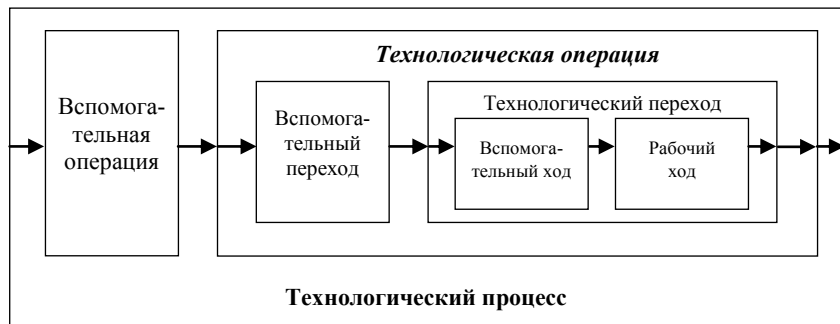 Технологическая операция
Вспомога-
тельная
операция
Вспомога-
тельный
переход
Технологический переход
Вспомога-
тельный ход
Рабочий
ход
Технологический процесс